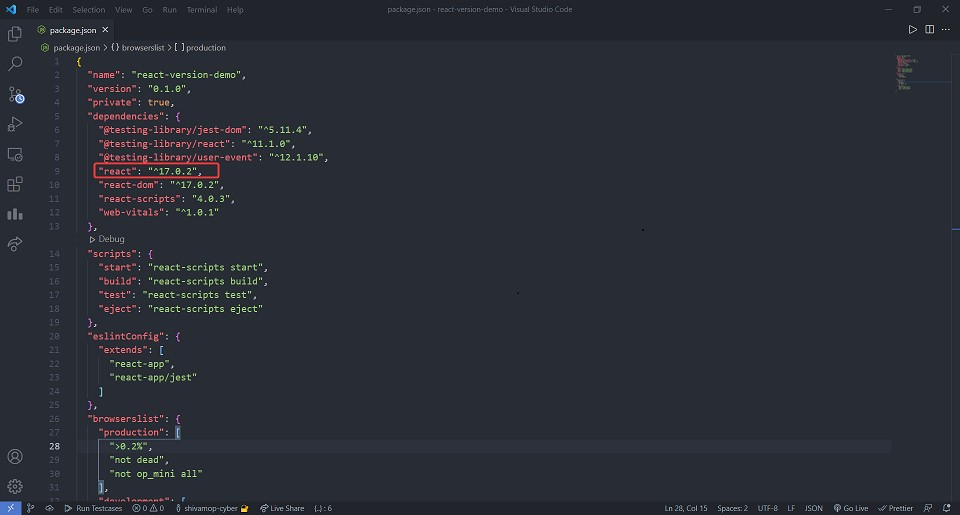 File Edit Selection View Go Run Terminal Help
package.json - react-version-demo - Visual Studio Code
package.json
package.json > {} browserslist > [ ] production
1 {
2 "name": "react-version-demo",
3 "version": "0.1.0",
4 "private": true,
5 "dependencies": {
6 "@testing-library/jest-dom": "^5.11.4",
7 "@testing-library/react": "^11.1.0",
8 "@testing-library/user-event": "^12.1.10",
9 "react": "^17.0.2",
10 "react-dom": "^17.0.2",
11 "react-scripts": "4.0.3",
12 "web-vitals": "^1.0.1"
13 },
Debug
14 "scripts": {
15 "start": "react-scripts start",
16 "build": "react-scripts build",
17 "test": "react-scripts test",
18 "eject": "react-scripts eject"
19 },
20 "eslintConfig": {
21 "extends": [
22 "react-app",
23 "react-app/jest"
24 ]
25 },
26 "browserslist": {
27 "production": [
28 ">0.2%",
29 "not dead",
30 "not op_mini all"
31 ],
"development": [
Run Testcases 0 0 shivamop-cyber Live Share {..} : 6 Ln 28, Col 15 Spaces: 2 UTF-8 LF JSON Go Live Prettier